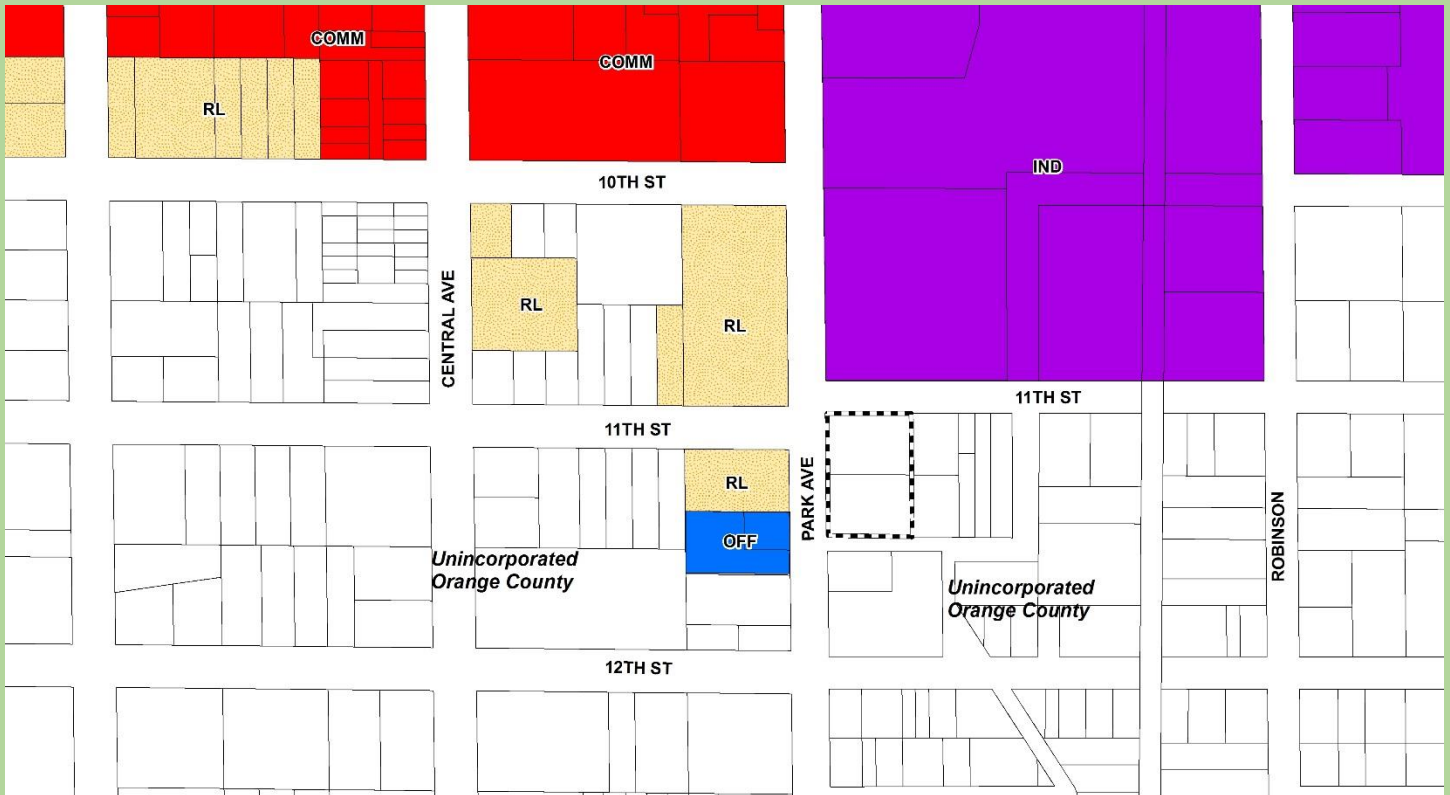 COMM
COMM
RL
IND
10TH ST
CENTRAL AVE
RL
RL
11TH ST
11TH ST
RL
PARK AVE
ROBINSON
OFF
Unincorporated
Orange County
Unincorporated
Orange County
12TH ST